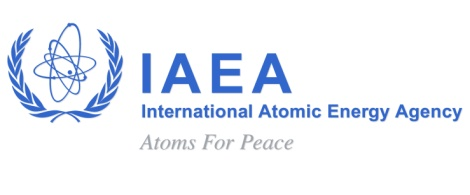 IAEA
International Atomic Energy Agency
Atoms For Peace